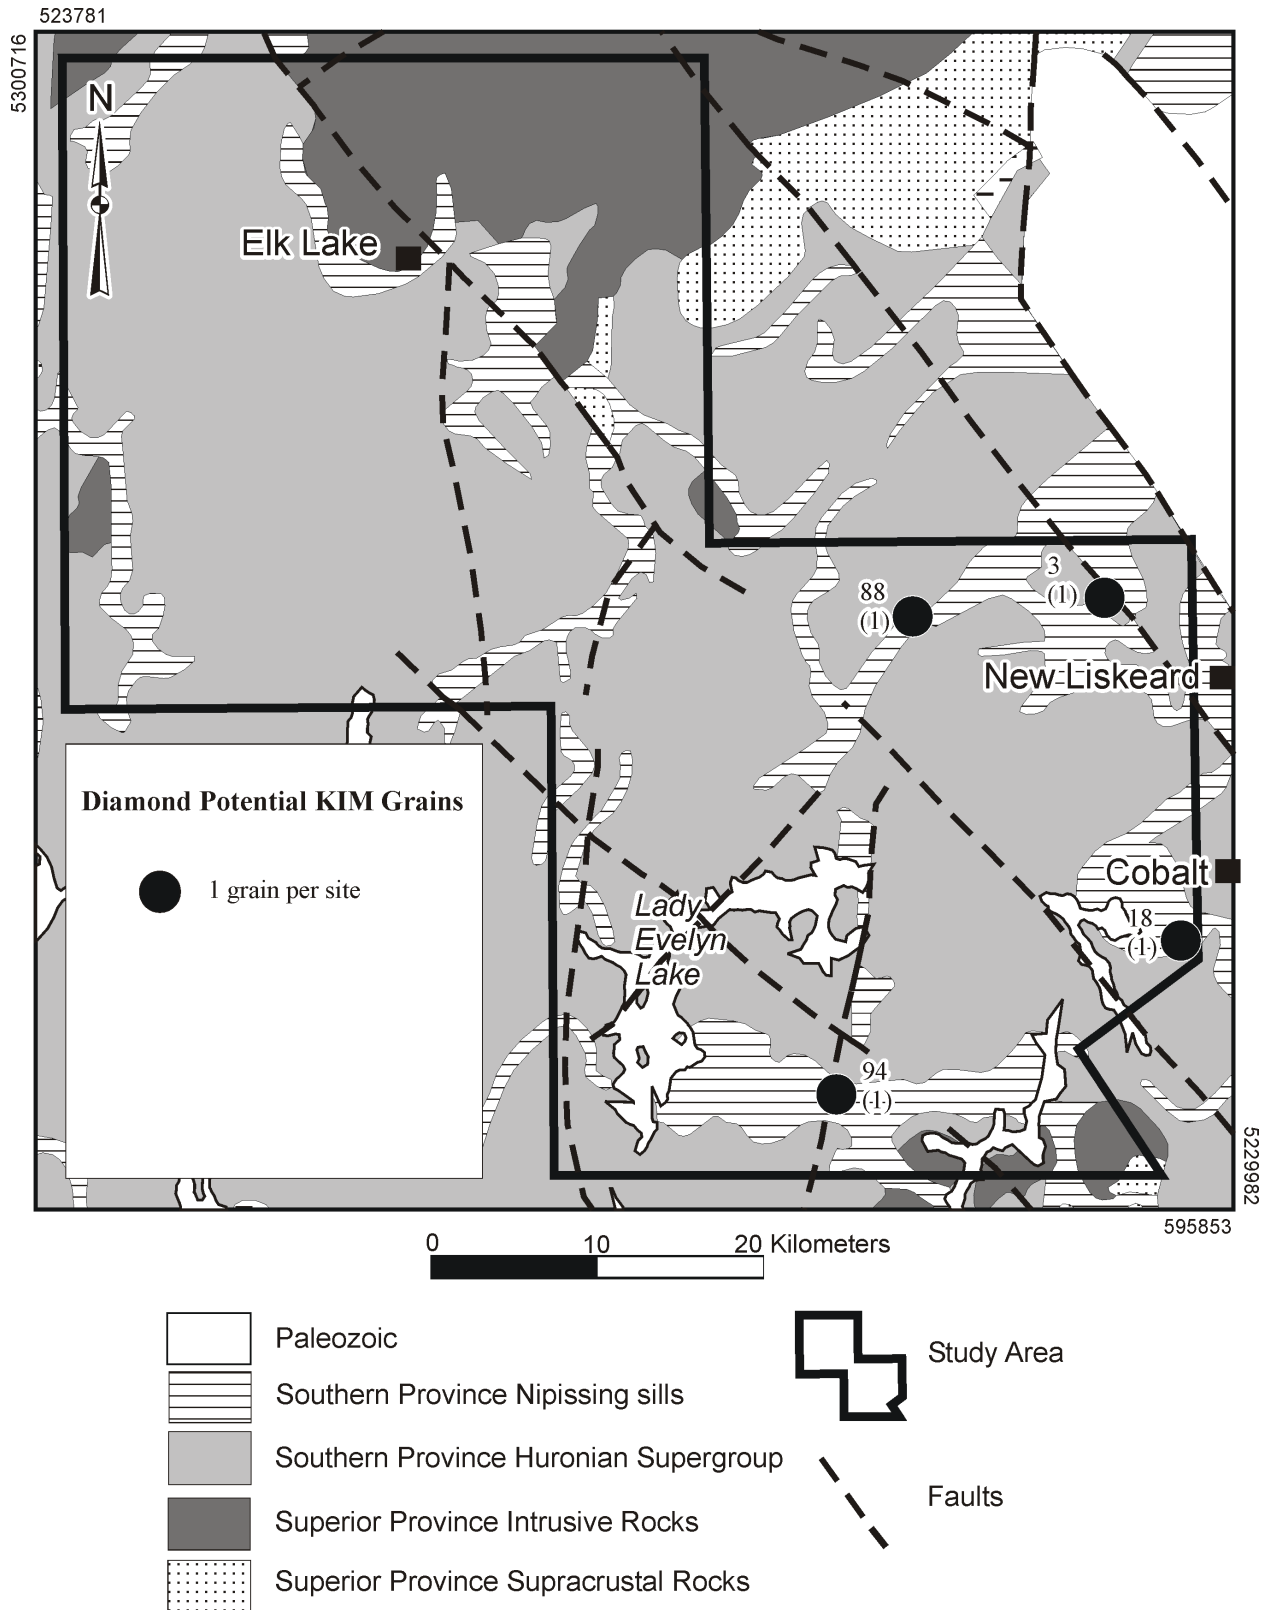 523781
5300716
N
Elk Lake
3
(1)
88
(1)
New Liskeard
Diamond Potential KIM Grains
1 grain per site
Cobalt
Lady
Evelyn
Lake
18
(1)
94
(1)
5229982
595853
0 10 20 Kilometers
Paleozoic
Southern Province Nipissing sills
Southern Province Huronian Supergroup
Superior Province Intrusive Rocks
Superior Province Supracrustal Rocks
Study Area
Faults